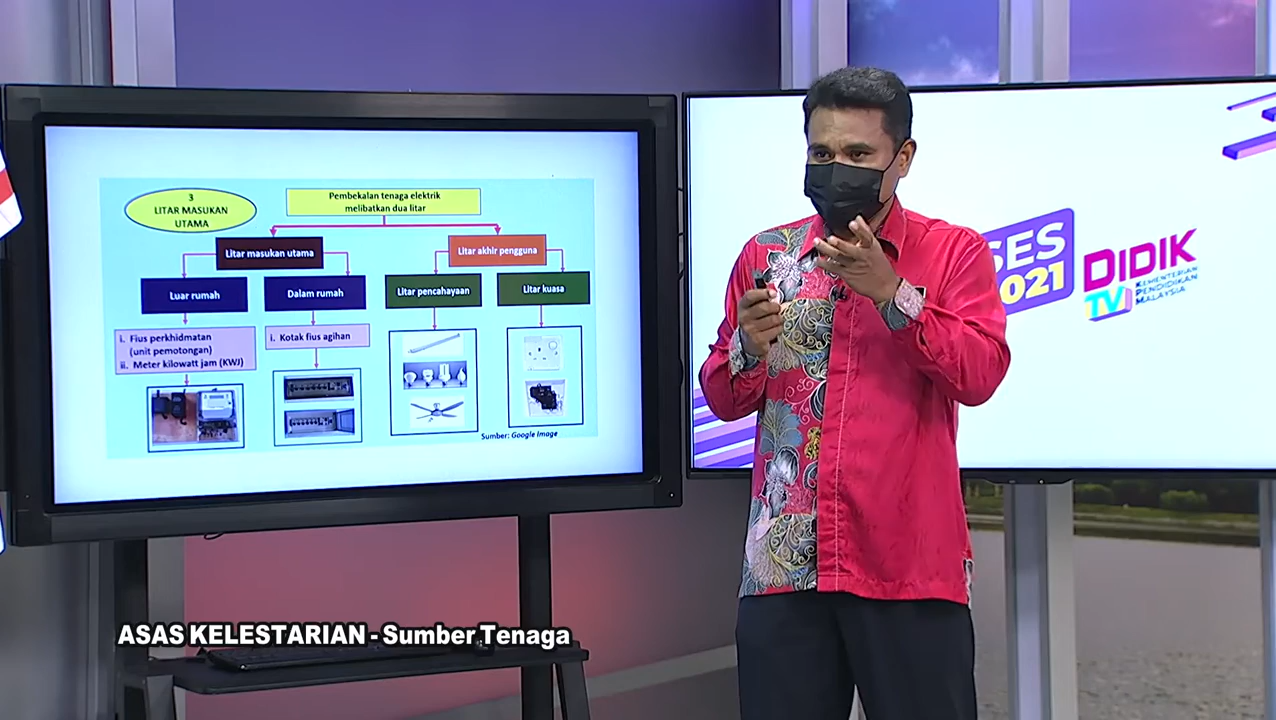 3
LITAR MASUKAN
UTAMA
Pembekalan tenaga elektrik
melibatkan dua litar
Litar masukan utama
Litar akhir pengguna
Luar rumah
Dalam rumah
Litar pencahayaan
Litar kuasa
i. Fius perkhidmatan
(unit pemotongan)
ii. Meter kilowatt jam (KWJ)
i. Kotak fius agihan
Sumber: Google Image
SES
2021
DIDIK
TV
KEMENTERIAN
PENDIDIKAN
MALAYSIA
ASAS KELESTARIAN - Sumber Tenaga